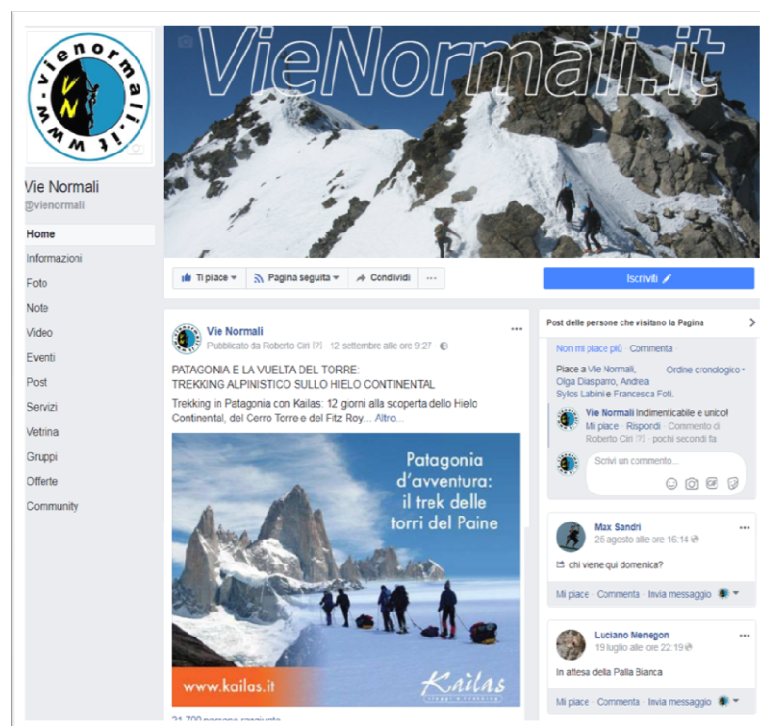 www.vienormali.it
VN
VieNormali.it
Vie Normali
@vienormali
Home
Informazioni
Foto
Note
Video
Eventi
Post
Servizi
Vetrina
Gruppi
Offerte
Community
Ti piace
Pagina seguita
Condividi
Iscriviti
Vie Normali
Pubblicato da Roberto Ciri [?] · 12 settembre alle ore 9:27
PATAGONIA E LA VUELTA DEL TORRE:
TREKKING ALPINISTICO SULLO HIELO CONTINENTAL
Trekking in Patagonia con Kailas: 12 giorni alla scoperta dello Hielo
Continental, del Cerro Torre e del Fitz Roy... Altro...
Patagonia
d'avventura:
il trek delle
torri del Paine
www.kailas.it
Kailas
21.700 persone raggiunte
Post delle persone che visitano la Pagina
Non mi piace più · Commenta ·
Piace a Vie Normali,
Olga Diasparro, Andrea
Sylos Labini e Francesca Foli.
Ordine cronologico
Vie Normali Indimenticabile e unico!
Mi piace · Rispondi · Commento di
Roberto Ciri [?] · pochi secondi fa
Scrivi un commento...
GIF
Max Sandri
26 agosto alle ore 16:14
chi viene qui domenica?
Mi piace · Commenta · Invia messaggio
Luciano Menegon
19 luglio alle ore 22:19
In attesa della Palla Bianca
Mi piace · Commenta · Invia messaggio